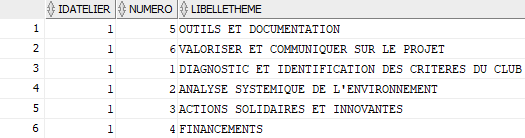 IDATELIER NUMERO LIBELLETHEME
1 1 5 OUTILS ET DOCUMENTATION
2 1 6 VALORISER ET COMMUNIQUER SUR LE PROJET
3 1 1 DIAGNOSTIC ET IDENTIFICATION DES CRITERES DU CLUB
4 1 2 ANALYSE SYSTEMIQUE DE L'ENVIRONNEMENT
5 1 3 ACTIONS SOLIDAIRES ET INNOVANTES
6 1 4 FINANCEMENTS